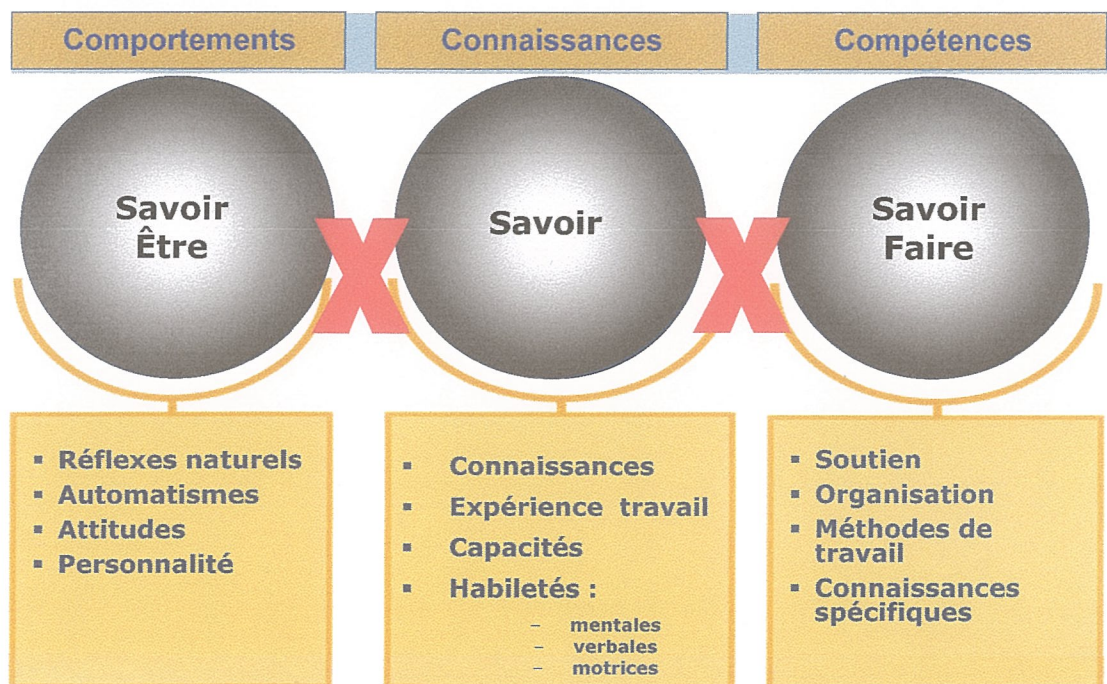 Comportements
Connaissances
Compétences
Savoir
Être
X
Savoir
X
Savoir
Faire
▪ Réflexes naturels
▪ Automatismes
▪ Attitudes
▪ Personnalité
▪ Connaissances
▪ Expérience travail
▪ Capacités
▪ Habiletés :
– mentales
– verbales
– motrices
▪ Soutien
▪ Organisation
▪ Méthodes de
travail
▪ Connaissances
spécifiques